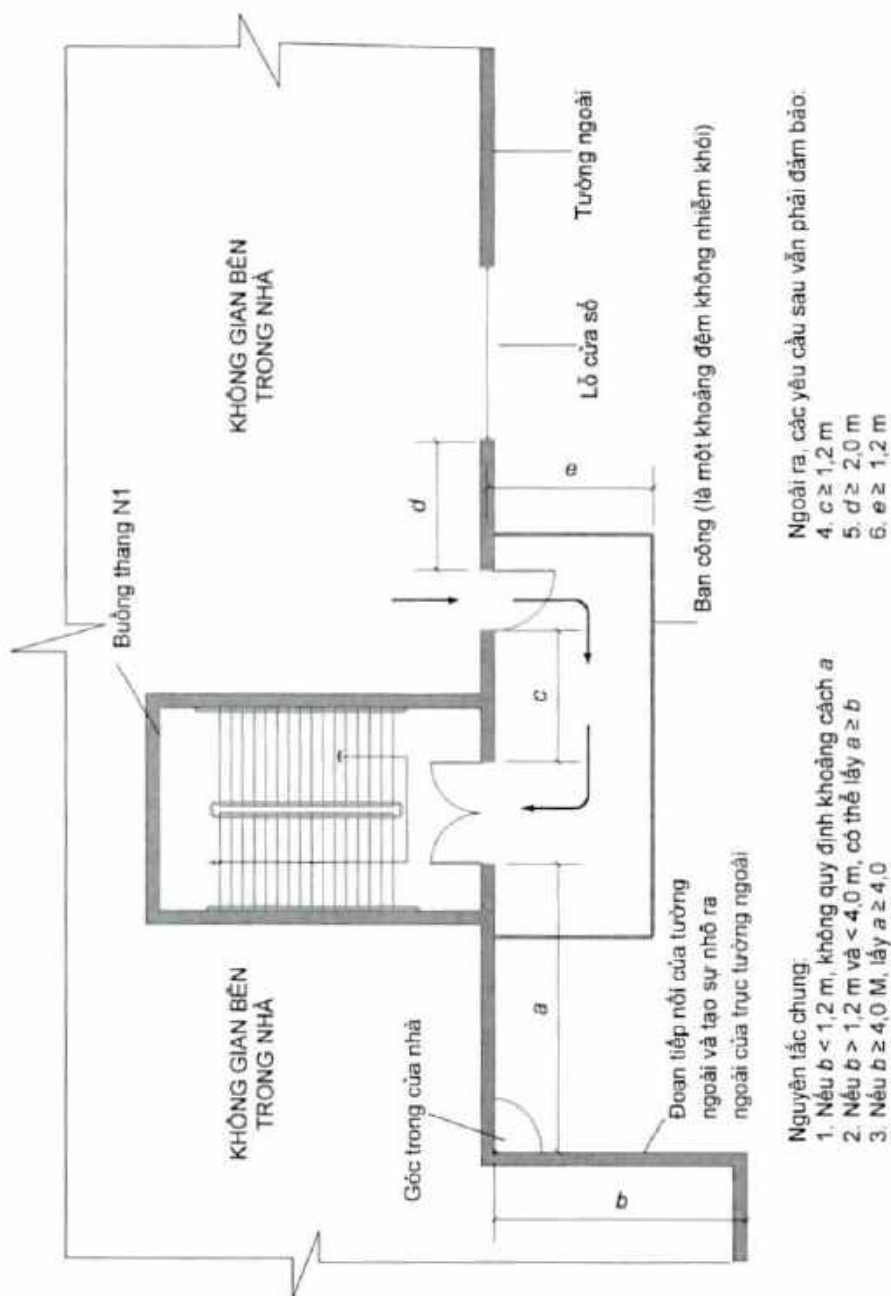 Buồng thang N1
KHÔNG GIAN BÊN
TRONG NHÀ
KHÔNG GIAN BÊN
TRONG NHÀ
Góc trong của nhà
a
b
c
d
e
Đoạn tiếp nối của tường
ngoài và tạo sự nhô ra
ngoài của trục tường ngoài
Ban công (là một khoảng đệm không nhiễm khói)
Lỗ cửa sổ
Tường ngoài
Nguyên tắc chung:
1. Nếu b < 1,2 m, không quy định khoảng cách a
2. Nếu b > 1,2 m và < 4,0 m, có thể lấy a ≥ b
3. Nếu b ≥ 4,0 M, lấy a ≥ 4,0
Ngoài ra, các yêu cầu sau vẫn phải đảm bảo:
4. c ≥ 1,2 m
5. d ≥ 2,0 m
6. e ≥ 1,2 m